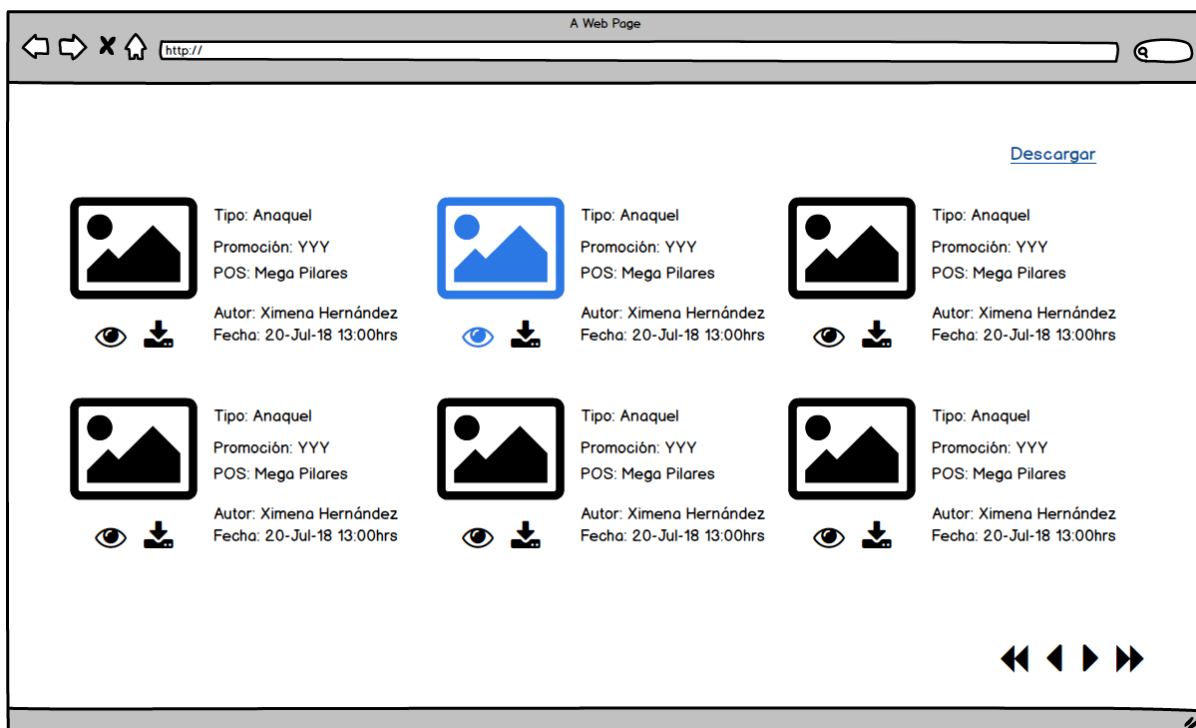 A Web Page
http://
Descargar
Tipo: Anaquel
Promoción: YYY
POS: Mega Pilares
Autor: Ximena Hernández
Fecha: 20-Jul-18 13:00hrs
Tipo: Anaquel
Promoción: YYY
POS: Mega Pilares
Autor: Ximena Hernández
Fecha: 20-Jul-18 13:00hrs
Tipo: Anaquel
Promoción: YYY
POS: Mega Pilares
Autor: Ximena Hernández
Fecha: 20-Jul-18 13:00hrs
Tipo: Anaquel
Promoción: YYY
POS: Mega Pilares
Autor: Ximena Hernández
Fecha: 20-Jul-18 13:00hrs
Tipo: Anaquel
Promoción: YYY
POS: Mega Pilares
Autor: Ximena Hernández
Fecha: 20-Jul-18 13:00hrs
Tipo: Anaquel
Promoción: YYY
POS: Mega Pilares
Autor: Ximena Hernández
Fecha: 20-Jul-18 13:00hrs